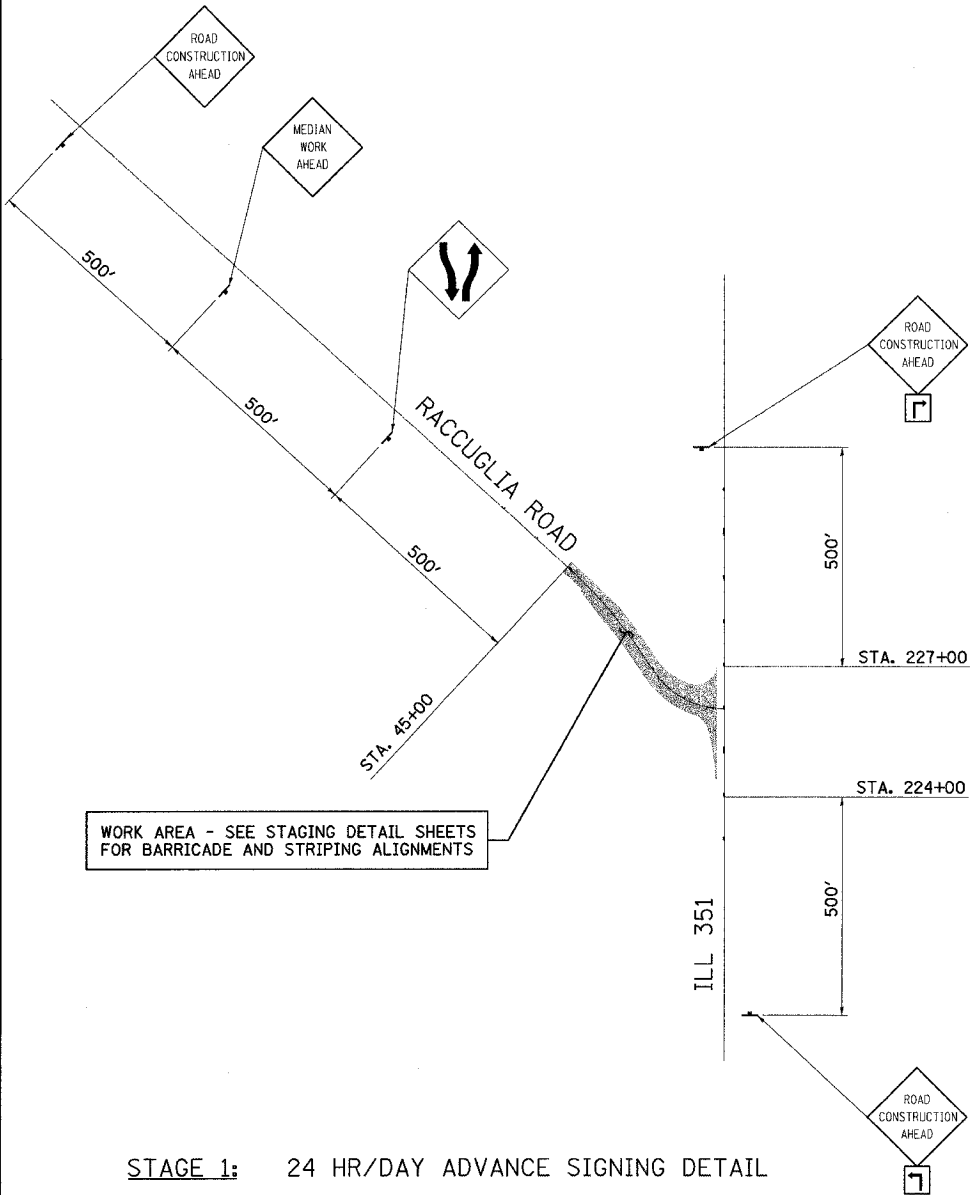 ROAD
CONSTRUCTION
AHEAD
MEDIAN
WORK
AHEAD
500'
500'
500'
RACCUGLIA ROAD
ROAD
CONSTRUCTION
AHEAD
500'
STA. 227+00
STA. 45+00
STA. 224+00
WORK AREA - SEE STAGING DETAIL SHEETS
FOR BARRICADE AND STRIPING ALIGNMENTS
ILL 351
500'
ROAD
CONSTRUCTION
AHEAD
STAGE 1: 24 HR/DAY ADVANCE SIGNING DETAIL